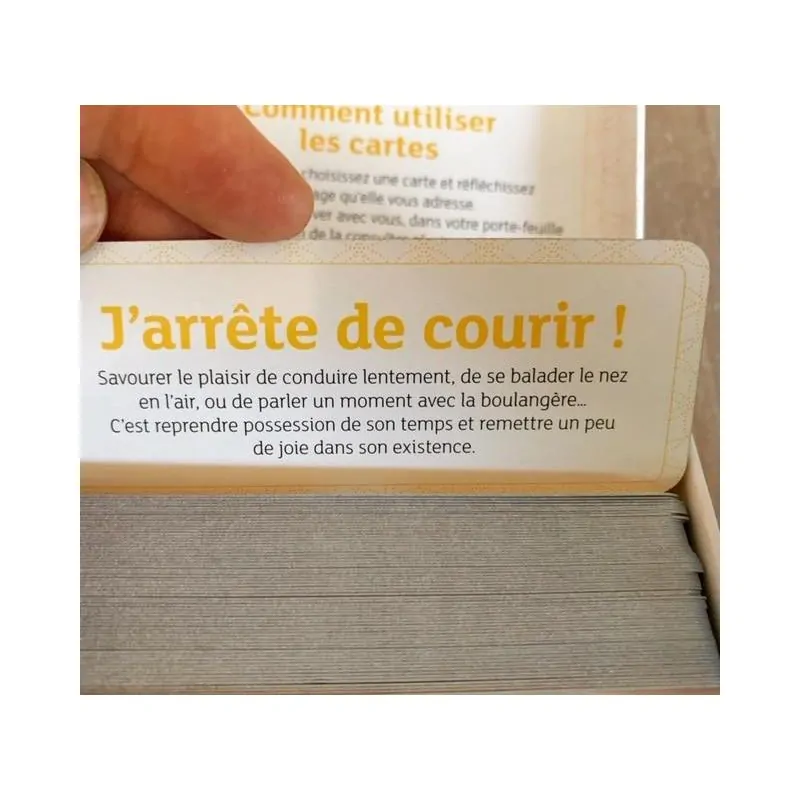 Comment utiliser
les cartes
choisissez une carte et réfléchissez
qu'elle vous adresse
avec vous, dans votre porte-feuille
de la consulter
J'arrête de courir !
Savourer le plaisir de conduire lentement, de se balader le nez
en l'air, ou de parler un moment avec la boulangère...
C'est reprendre possession de son temps et remettre un peu
de joie dans son existence.